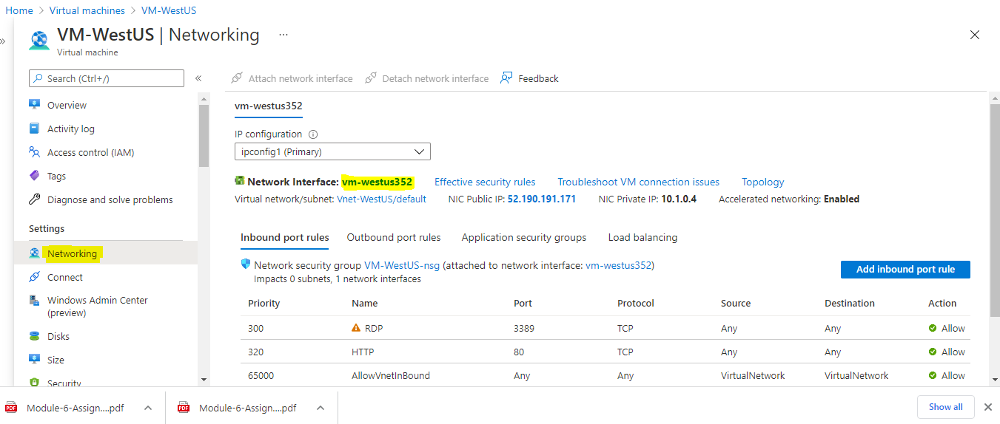 Home > Virtual machines > VM-WestUS
VM-WestUS | Networking ...
Virtual machine
Search (Ctrl+/)
Overview
Activity log
Access control (IAM)
Tags
Diagnose and solve problems
Settings
Networking
Connect
Windows Admin Center
(preview)
Disks
Size
Security
Attach network interface Detach network interface Feedback
vm-westus352
IP configuration
ipconfig1 (Primary)
Network Interface: vm-westus352 Effective security rules Troubleshoot VM connection issues Topology
Virtual network/subnet: Vnet-WestUS/default NIC Public IP: 52.190.191.171 NIC Private IP: 10.1.0.4 Accelerated networking: Enabled
Inbound port rules Outbound port rules Application security groups Load balancing
Network security group VM-WestUS-nsg (attached to network interface: vm-westus352)
Impacts 0 subnets, 1 network interfaces
Add inbound port rule
Priority Name Port Protocol Source Destination Action
300 RDP 3389 TCP Any Any Allow
320 HTTP 80 TCP Any Any Allow
65000 AllowVnetInBound Any Any VirtualNetwork VirtualNetwork Allow
PDF Module-6-Assign....pdf PDF Module-6-Assign....pdf Show all